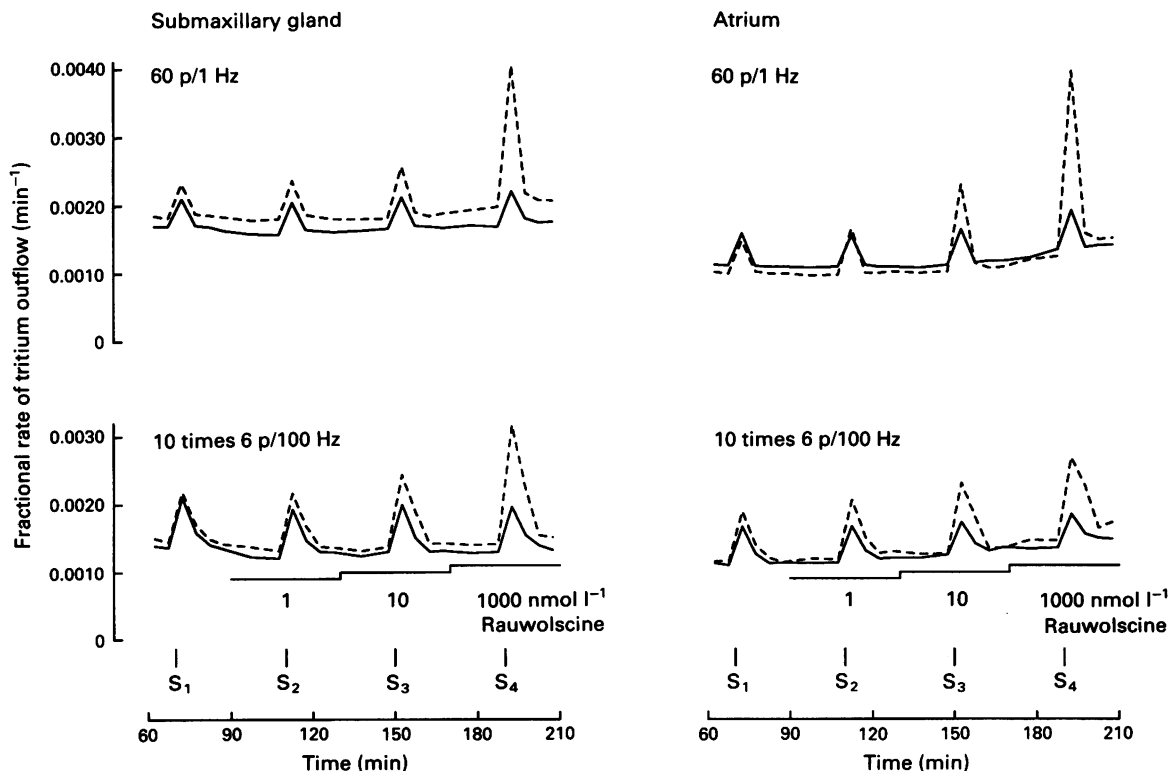 Submaxillary gland
Atrium
Fractional rate of tritium outflow (min⁻¹)
60 p/1 Hz
0.0040
0.0030
0.0020
0.0010
0
60 p/1 Hz
10 times 6 p/100 Hz
0.0030
0.0020
0.0010
0
10 times 6 p/100 Hz
1 10 1000 nmol l⁻¹
Rauwolscine
1 10 1000 nmol l⁻¹
Rauwolscine
S₁ S₂ S₃ S₄
S₁ S₂ S₃ S₄
60 90 120 150 180 210
Time (min)
60 90 120 150 180 210
Time (min)